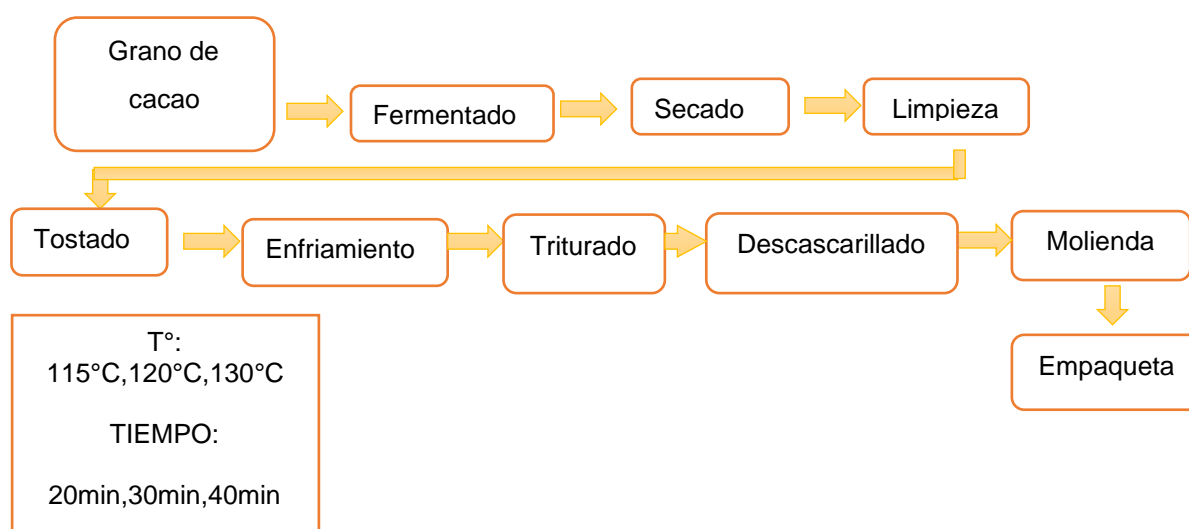 Grano de
cacao
Fermentado
Secado
Limpieza
Tostado
Enfriamiento
Triturado
Descascarillado
Molienda
Empaqueta
T°:
115°C,120°C,130°C
TIEMPO:
20min,30min,40min